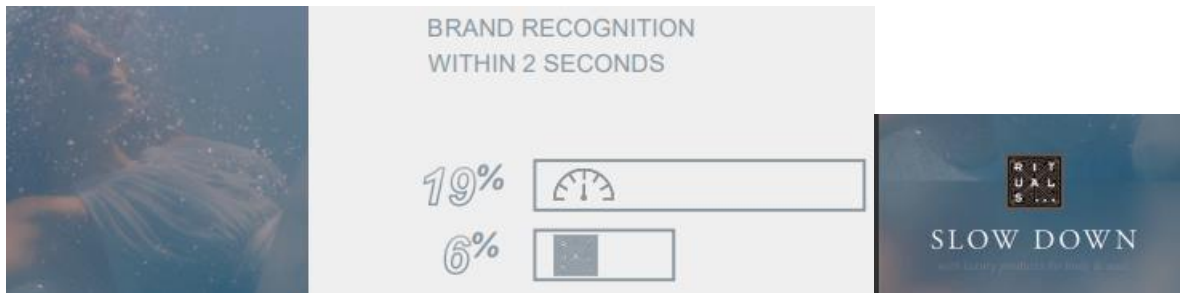 BRAND RECOGNITION
WITHIN 2 SECONDS
19%
6%
RIT
UAL
S...
SLOW DOWN